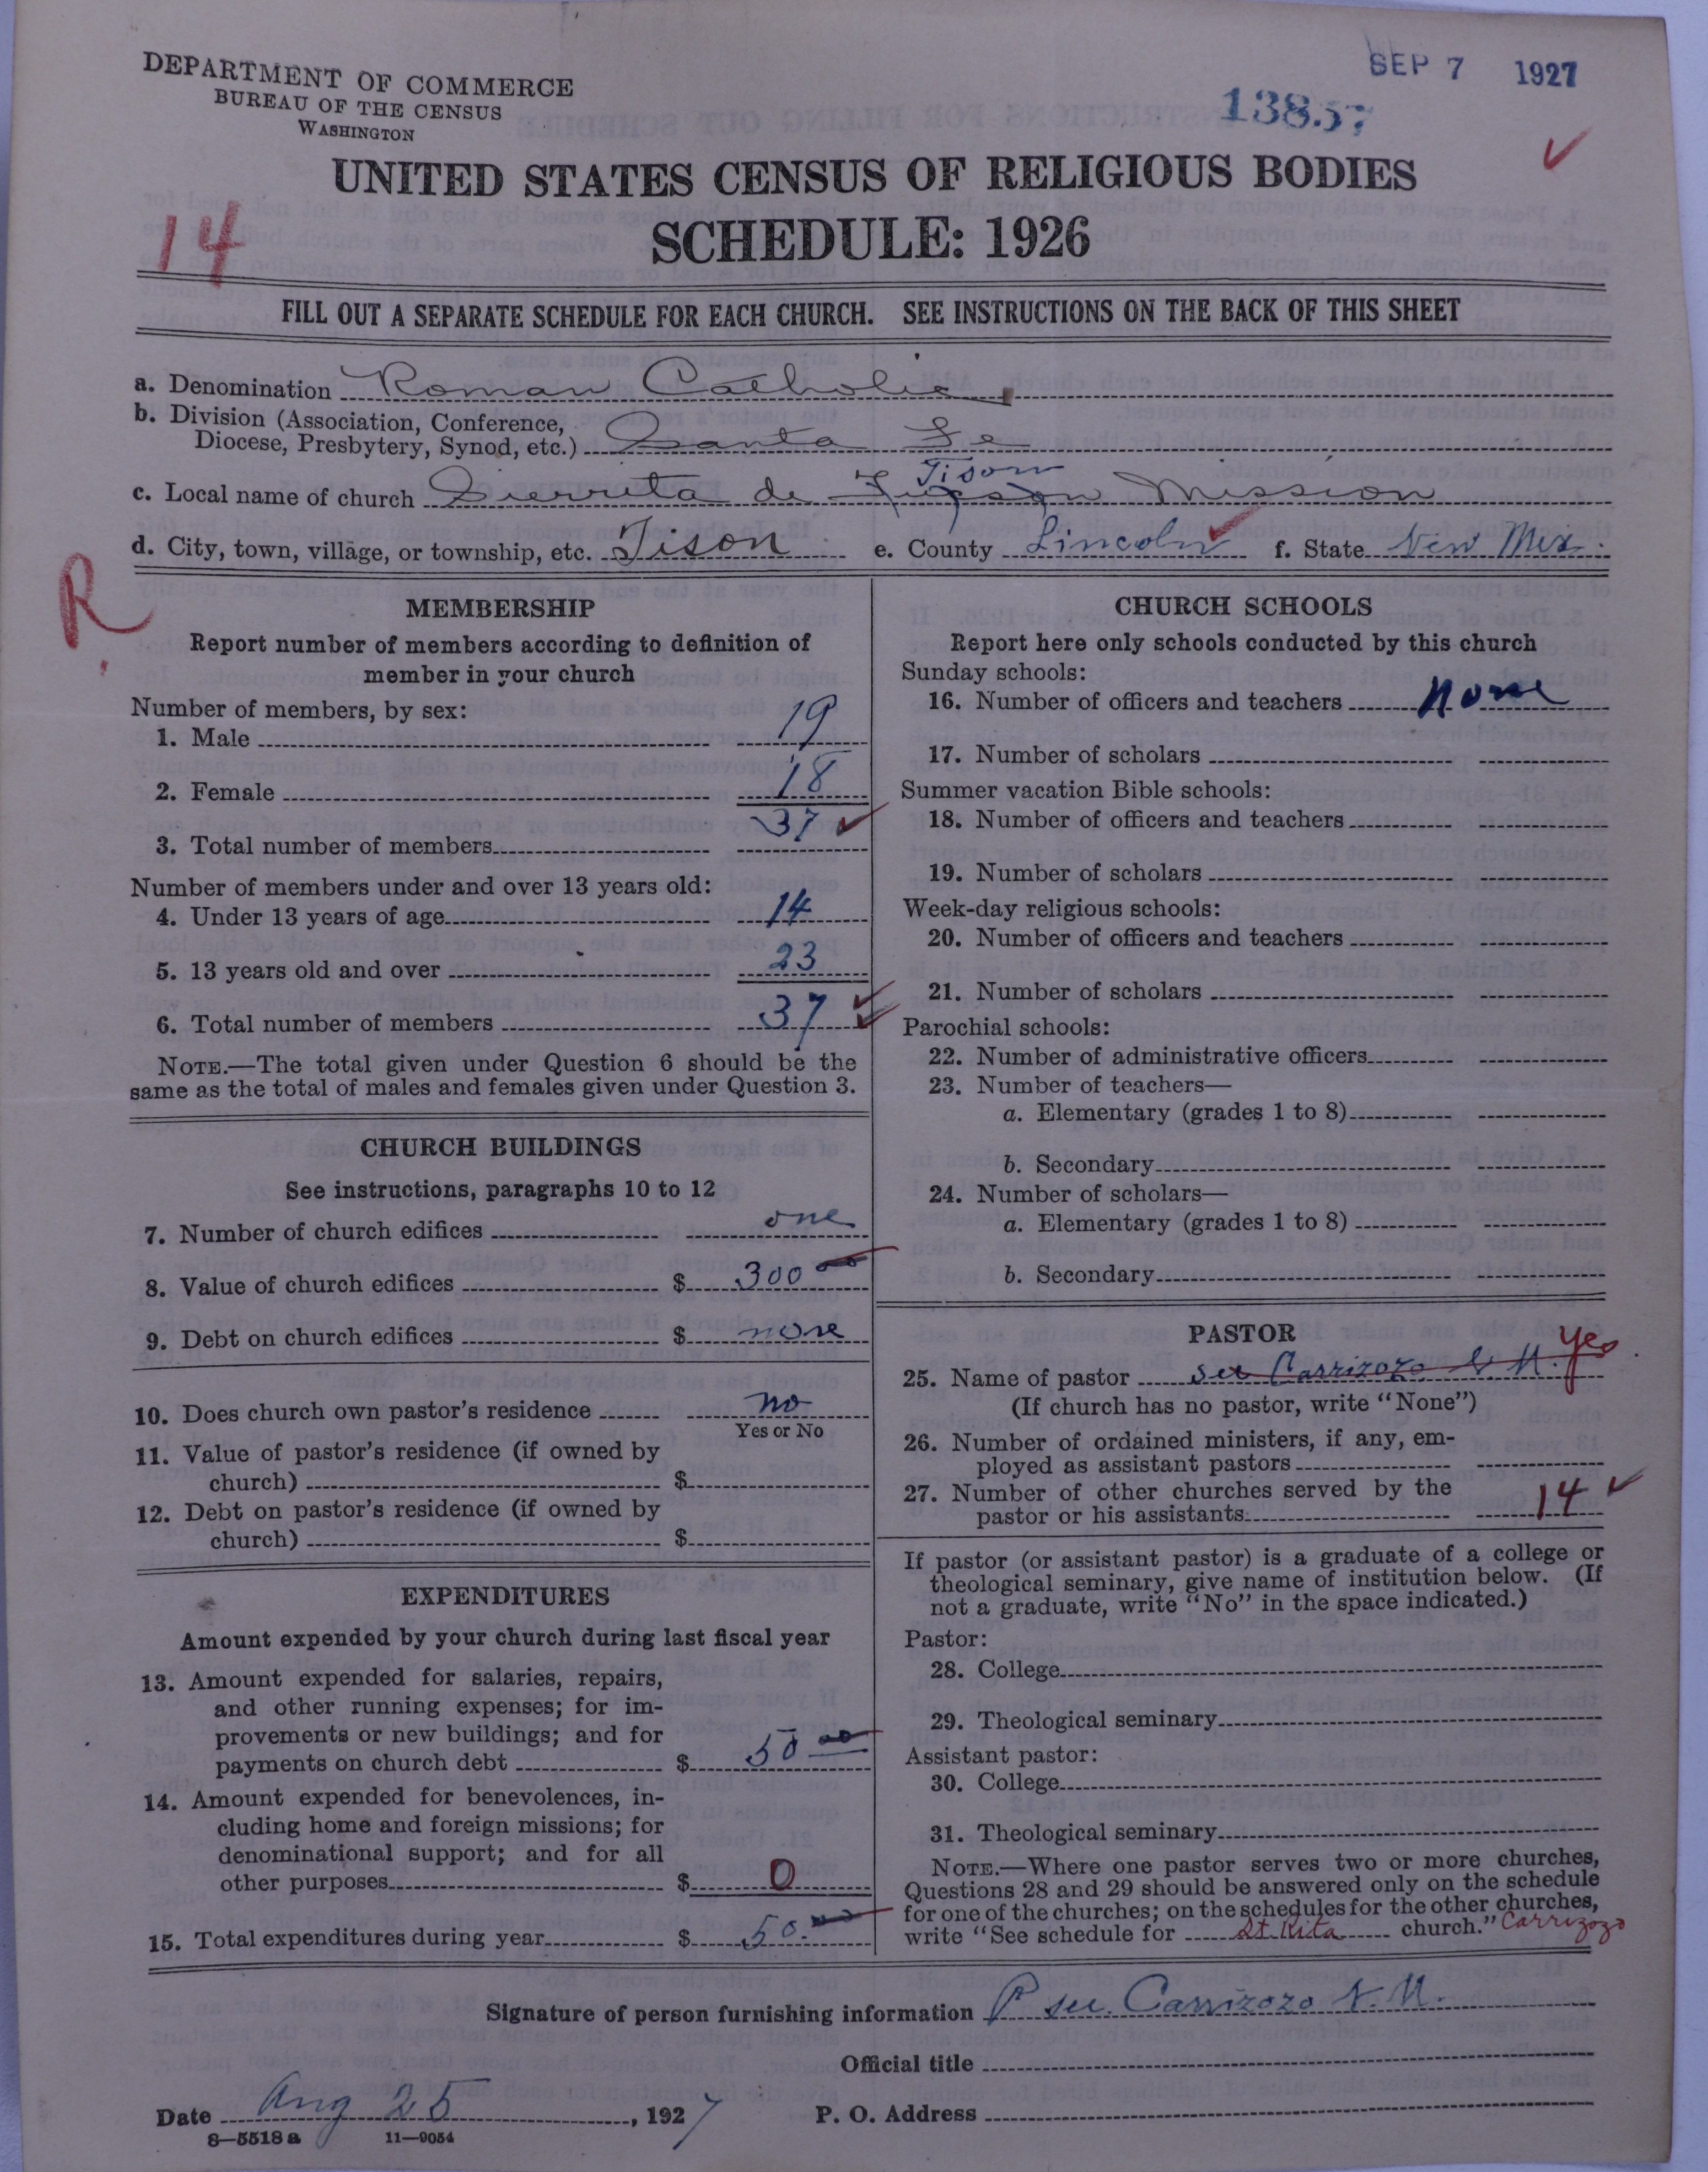 SEP 7 1927
DEPARTMENT OF COMMERCE
BUREAU OF THE CENSUS
WASHINGTON
13857
UNITED STATES CENSUS OF RELIGIOUS BODIES
14
SCHEDULE: 1926
FILL OUT A SEPARATE SCHEDULE FOR EACH CHURCH. SEE INSTRUCTIONS ON THE BACK OF THIS SHEET
a. Denomination Roman Catholic
b. Division (Association, Conference,
Diocese, Presbytery, Synod, etc.) Santa Fe
Tison
c. Local name of church Sierrita de Mission
d. City, town, village, or township, etc. Tison e. County Lincoln f. State New Mex.
R
MEMBERSHIP
Report number of members according to definition of
member in your church
Number of members, by sex:
1. Male 19
2. Female 18
3. Total number of members 37
Number of members under and over 13 years old:
4. Under 13 years of age 14
5. 13 years old and over 23
6. Total number of members 37
NOTE.—The total given under Question 6 should be the
same as the total of males and females given under Question 3.
CHURCH BUILDINGS
See instructions, paragraphs 10 to 12
7. Number of church edifices one
8. Value of church edifices $ 300 00
9. Debt on church edifices $ none
10. Does church own pastor's residence no
Yes or No
11. Value of pastor's residence (if owned by
church) $
12. Debt on pastor's residence (if owned by
church) $
EXPENDITURES
Amount expended by your church during last fiscal year
13. Amount expended for salaries, repairs,
and other running expenses; for im-
provements or new buildings; and for
payments on church debt $ 50 00
14. Amount expended for benevolences, in-
cluding home and foreign missions; for
denominational support; and for all
other purposes $ 0
15. Total expenditures during year $ 50.00
CHURCH SCHOOLS
Report here only schools conducted by this church
Sunday schools:
16. Number of officers and teachers None
17. Number of scholars
Summer vacation Bible schools:
18. Number of officers and teachers
19. Number of scholars
Week-day religious schools:
20. Number of officers and teachers
21. Number of scholars
Parochial schools:
22. Number of administrative officers
23. Number of teachers—
a. Elementary (grades 1 to 8)
b. Secondary
24. Number of scholars—
a. Elementary (grades 1 to 8)
b. Secondary
PASTOR
25. Name of pastor see Carrizozo N. M. yes
(If church has no pastor, write "None")
26. Number of ordained ministers, if any, em-
ployed as assistant pastors
27. Number of other churches served by the
pastor or his assistants 14
If pastor (or assistant pastor) is a graduate of a college or
theological seminary, give name of institution below. (If
not a graduate, write "No" in the space indicated.)
Pastor:
28. College
29. Theological seminary
Assistant pastor:
30. College
31. Theological seminary
NOTE.—Where one pastor serves two or more churches,
Questions 28 and 29 should be answered only on the schedule
for one of the churches; on the schedules for the other churches,
write "See schedule for St. Rita church." Carrizozo
Signature of person furnishing information P see Carrizozo N. M.
Official title
Date Aug 25, 1927 P. O. Address
8—5518a 11—9054